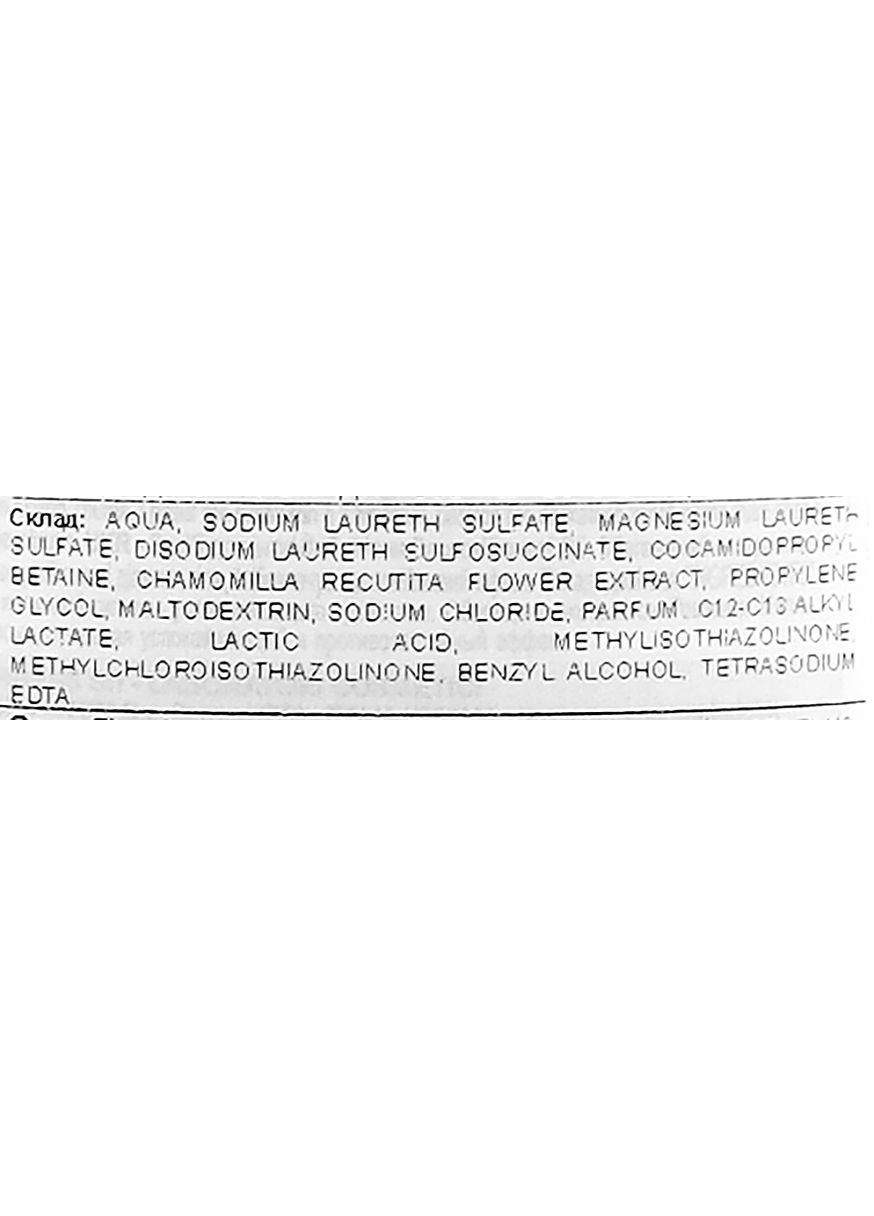 Склад: AQUA, SODIUM LAURETH SULFATE, MAGNESIUM LAURETH
SULFATE, DISODIUM LAURETH SULFOSUCCINATE, COCAMIDOPROPYL
BETAINE, CHAMOMILLA RECUTITA FLOWER EXTRACT, PROPYLENE
GLYCOL, MALTODEXTRIN, SODIUM CHLORIDE, PARFUM, C12-C13 ALKYL
LACTATE, LACTIC ACID, METHYLISOTHIAZOLINONE,
METHYLCHLOROISOTHIAZOLINONE, BENZYL ALCOHOL, TETRASODIUM
EDTA